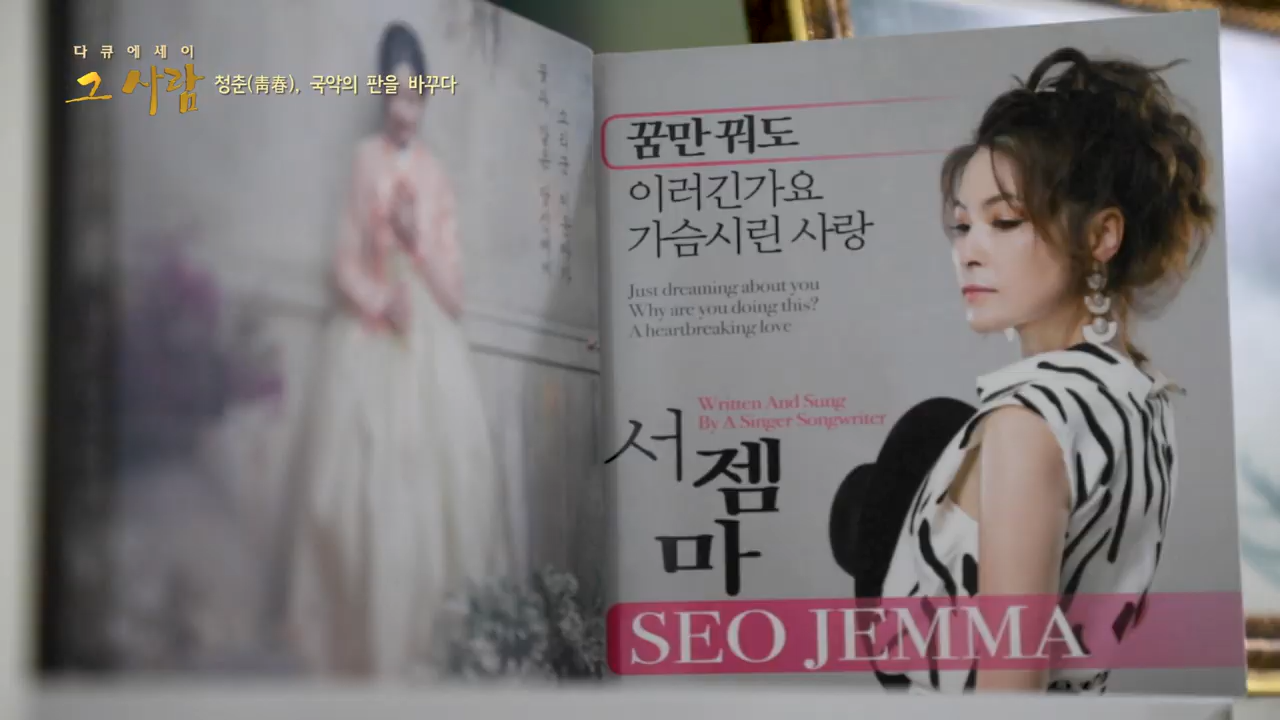 다큐에세이
그 사람
청춘(靑春), 국악의 판을 바꾸다
꿈만 꿔도
이러긴가요
가슴시린 사랑
Just dreaming about you
Why are you doing this?
A heartbreaking love
Written And Sung
By A Singer Songwriter
서
젬
마
SEO JEMMA